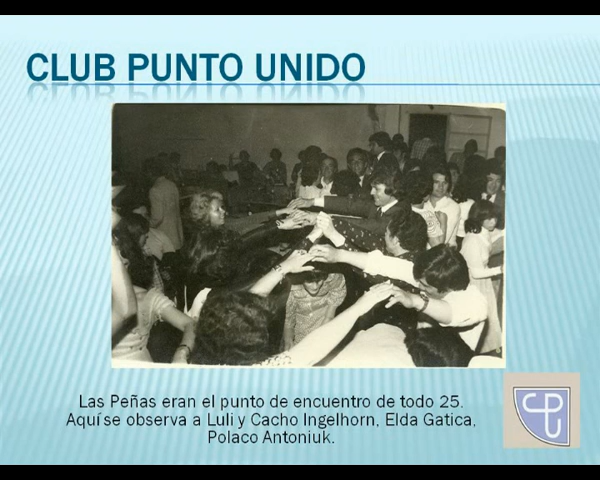 CLUB PUNTO UNIDO
Las Peñas eran el punto de encuentro de todo 25.
Aquí se observa a Luli y Cacho Ingelhorn, Elda Gatica,
Polaco Antoniuk.
CPU